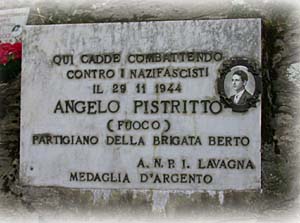 QUI CADDE COMBATTENDO
CONTRO I NAZIFASCISTI
IL 29 11 1944
ANGELO PISTRITTO
(FUOCO)
PARTIGIANO DELLA BRIGATA BERTO
A. N. P. I. LAVAGNA
MEDAGLIA D'ARGENTO